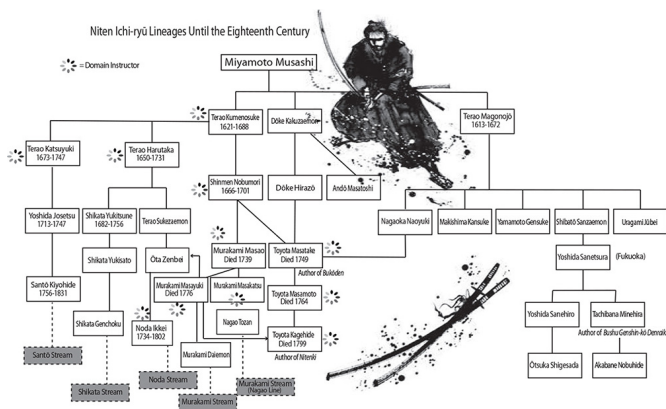 Niten Ichi-ryū Lineages Until the Eighteenth Century
= Domain Instructor
Miyamoto Musashi
Terao Kumenosuke
1621-1688
Dōke Kakuzaemon
Terao Magonojō
1613-1672
Terao Katsuyuki
1673-1747
Terao Harutaka
1650-1731
Shinmen Nobumori
1666-1701
Dōke Hirazō
Andō Masatoshi
Yoshida Josetsu
1713-1747
Shikata Yukitsune
1682-1756
Terao Sukezaemon
Nagaoka Naoyuki
Makishima Kansuke
Yamamoto Gensuke
Shibatō Sanzaemon
Uragami Jūbei
Shikata Yukisato
Ōta Zenbei
Murakami Masao
Died 1739
Toyota Masatake
Died 1749
Author of Bukōden
Yoshida Sanetsura
(Fukuoka)
Santō Kiyohide
1756-1831
Murakami Masayuki
Died 1776
Murakami Masakatsu
Toyota Masamoto
Died 1764
Shikata Genchoku
Noda Ikkei
1734-1802
Nagao Tozan
Toyota Kagehide
Died 1799
Author of Nitenki
Yoshida Sanehiro
Tachibana Minehira
Author of Bushu Genshin-kō Denraki
Murakami Daiemon
Ōtsuka Shigesada
Akabane Nobuhide
Santō Stream
Shikata Stream
Noda Stream
Murakami Stream
Murakami Stream
(Nagao Line)